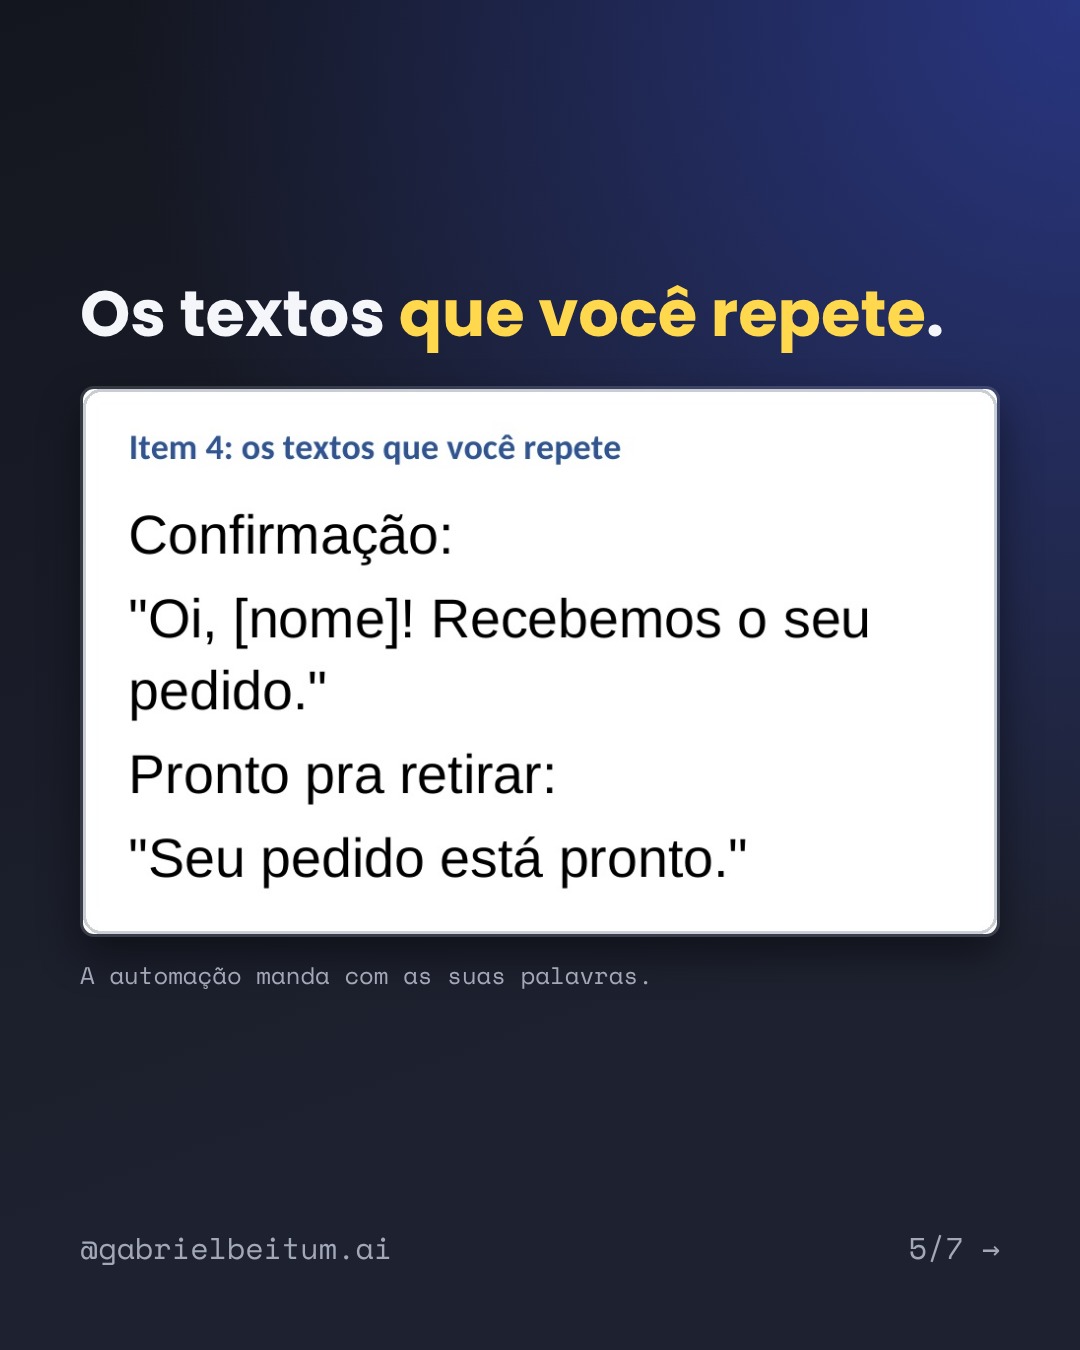 Os textos que você repete.
Item 4: os textos que você repete
Confirmação:
"Oi, [nome]! Recebemos o seu
pedido."
Pronto pra retirar:
"Seu pedido está pronto."
A automação manda com as suas palavras.
@gabrielbeitum.ai
5/7 →